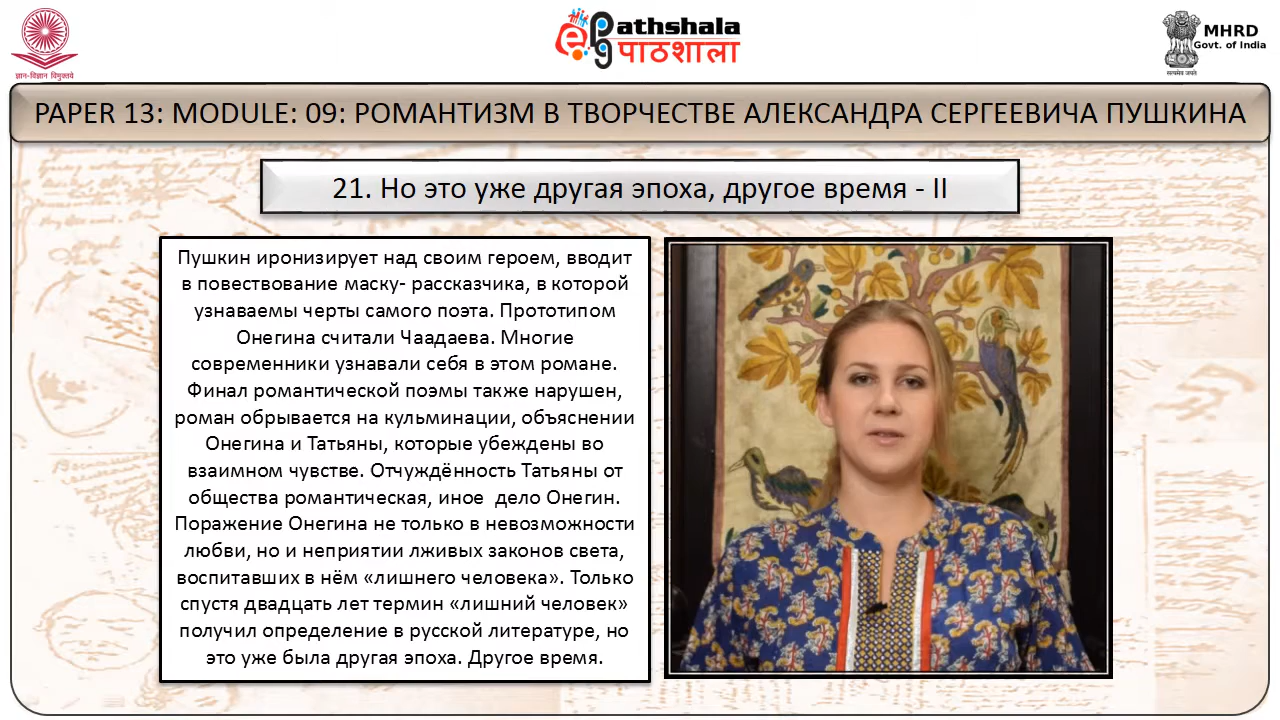 ज्ञान-विज्ञान विमुक्तये
ePathshala
पाठशाला
MHRD
Govt. of India
सत्यमेव जयते
PAPER 13: MODULE: 09: РОМАНТИЗМ В ТВОРЧЕСТВЕ АЛЕКСАНДРА СЕРГЕЕВИЧА ПУШКИНА
21. Но это уже другая эпоха, другое время - II
Пушкин иронизирует над своим героем, вводит
в повествование маску- рассказчика, в которой
узнаваемы черты самого поэта. Прототипом
Онегина считали Чаадаева. Многие
современники узнавали себя в этом романе.
Финал романтической поэмы также нарушен,
роман обрывается на кульминации, объяснении
Онегина и Татьяны, которые убеждены во
взаимном чувстве. Отчуждённость Татьяны от
общества романтическая, иное  дело Онегин.
Поражение Онегина не только в невозможности
любви, но и неприятии лживых законов света,
воспитавших в нём «лишнего человека». Только
спустя двадцать лет термин «лишний человек»
получил определение в русской литературе, но
это уже была другая эпоха. Другое время.